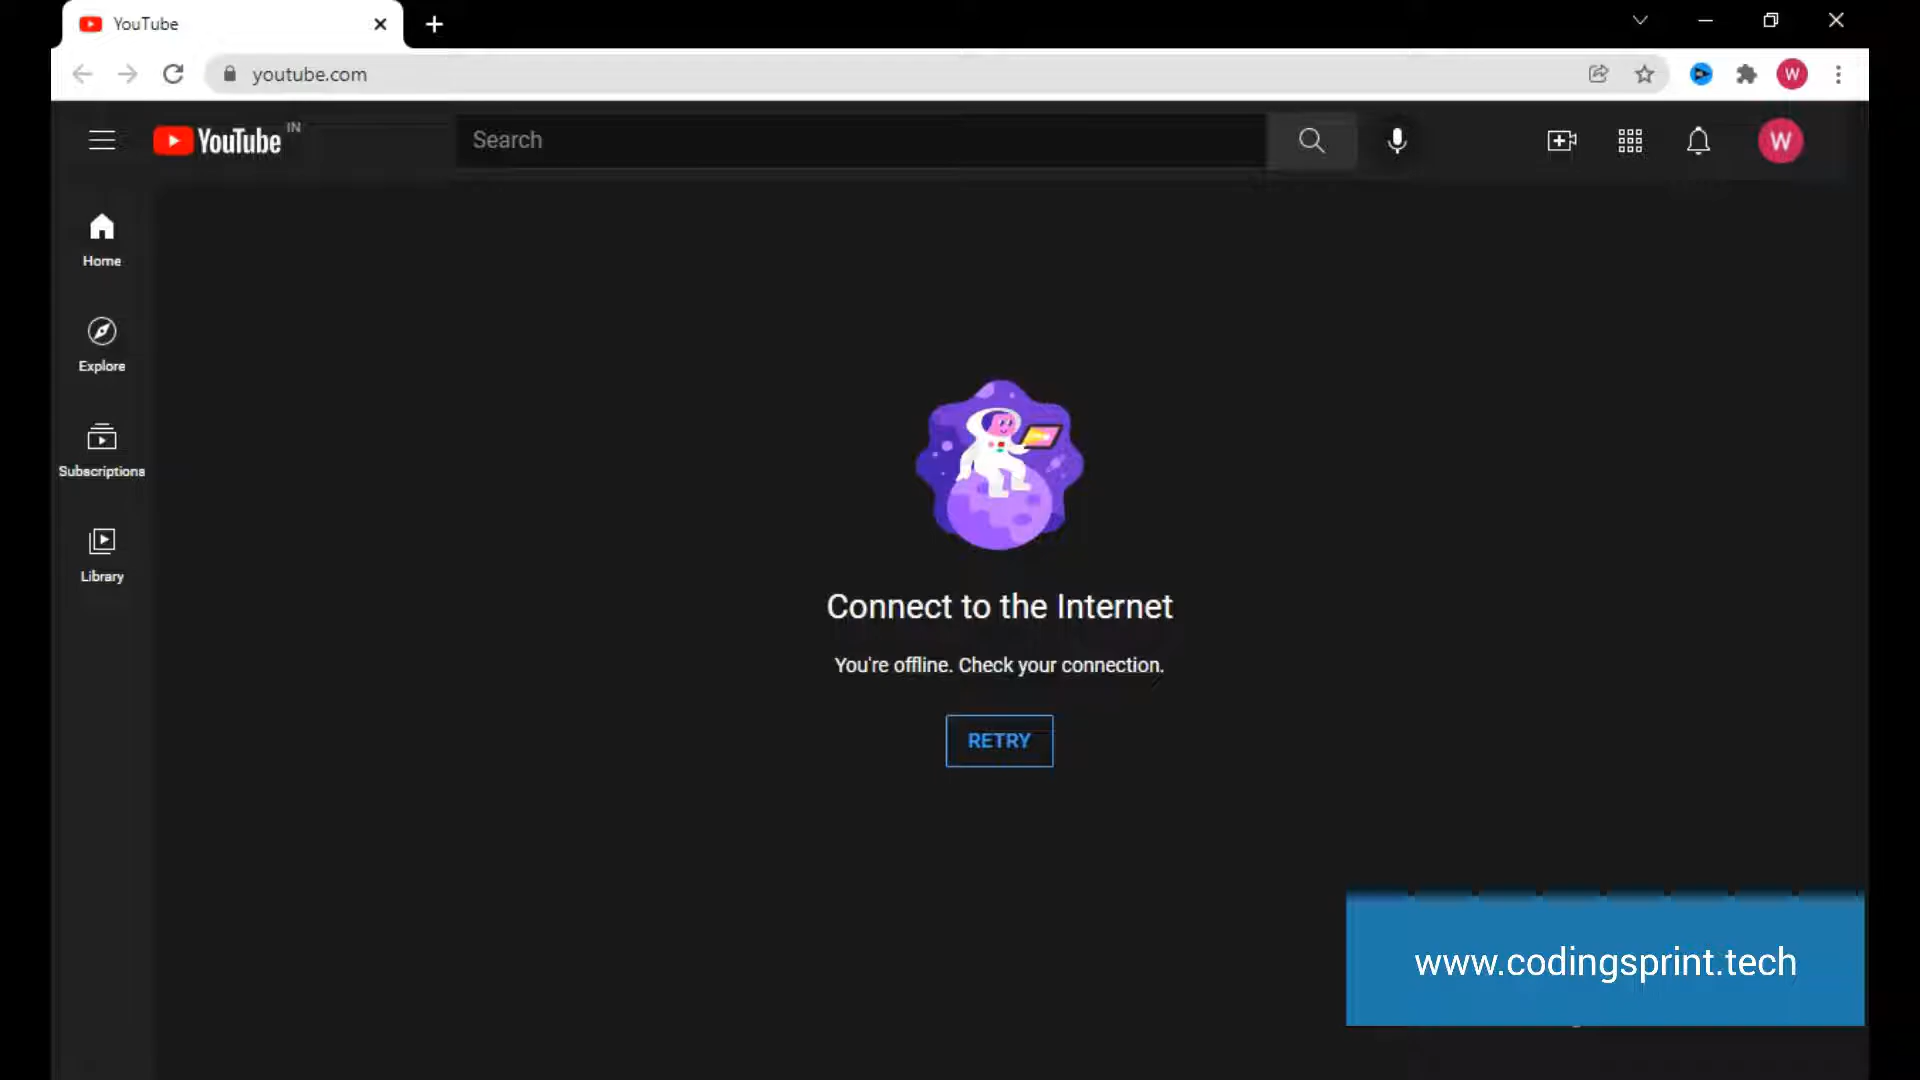 YouTube
youtube.com
W
YouTube IN
Search
W
Home
Explore
Subscriptions
Library
Connect to the Internet
You're offline. Check your connection.
RETRY
www.codingsprint.tech